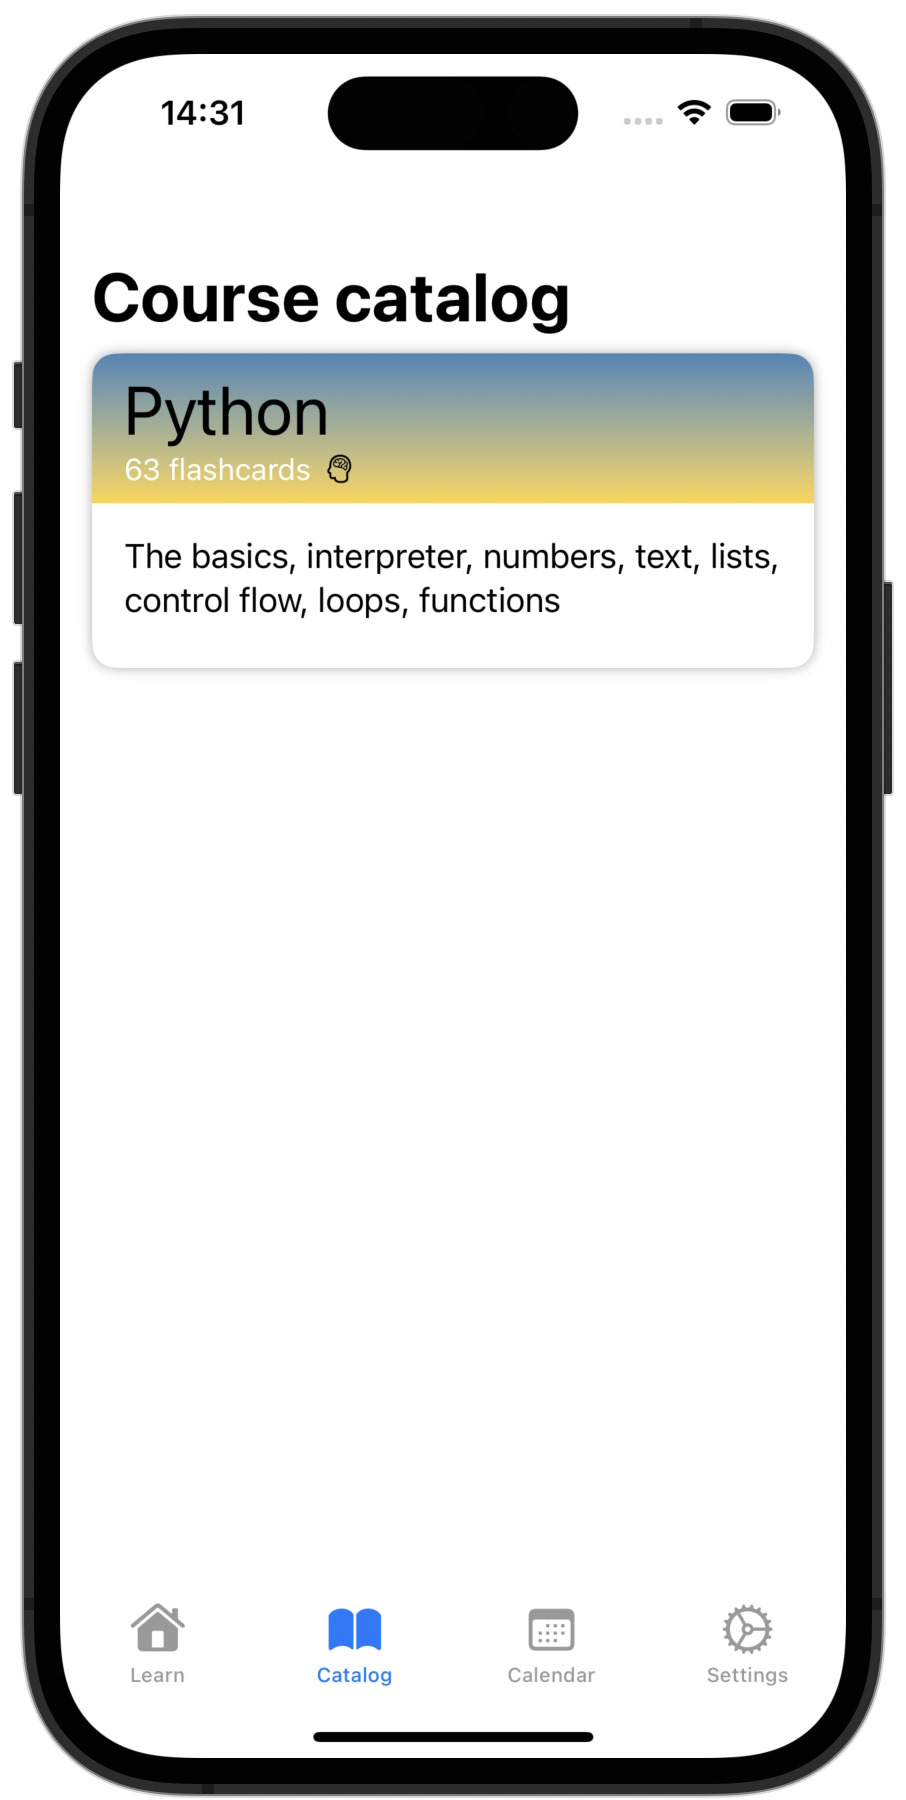 14:31
Course catalog
Python
63 flashcards
The basics, interpreter, numbers, text, lists,
control flow, loops, functions
Learn
Catalog
Calendar
Settings